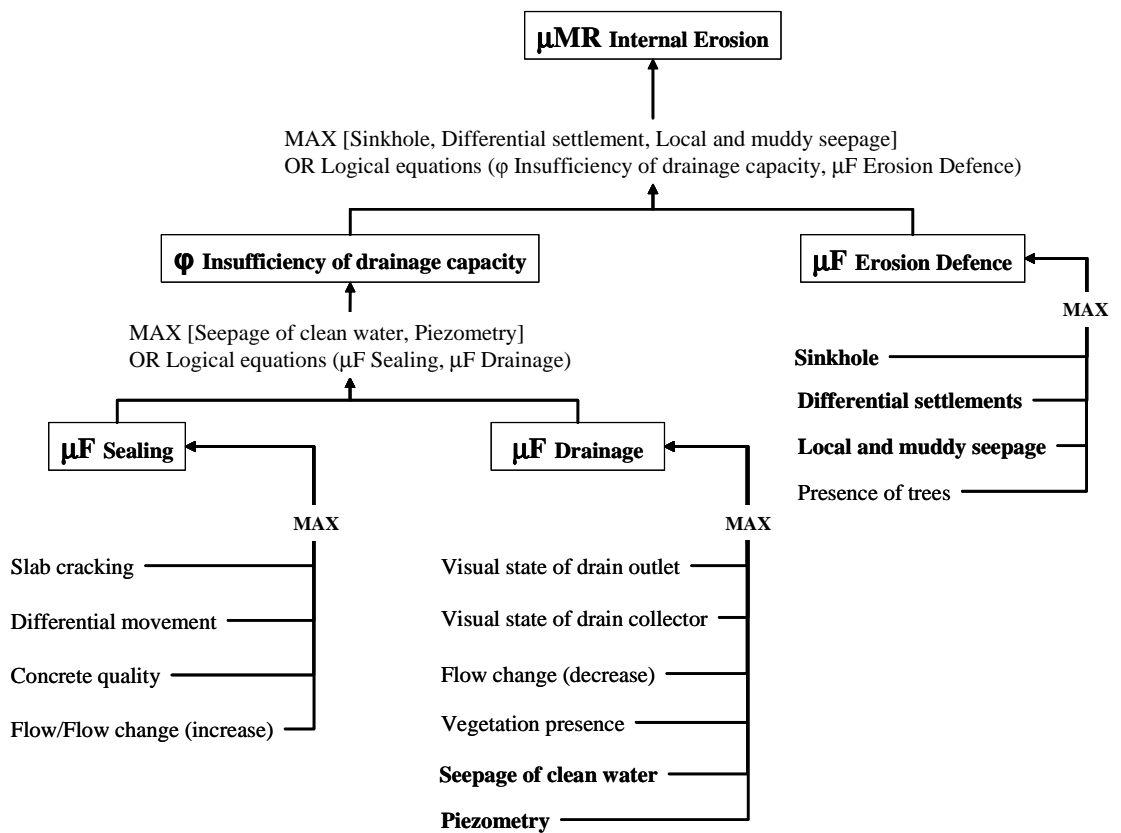 μMR Internal Erosion
MAX [Sinkhole, Differential settlement, Local and muddy seepage]
OR Logical equations (φ Insufficiency of drainage capacity, μF Erosion Defence)
φ Insufficiency of drainage capacity
μF Erosion Defence
MAX
Sinkhole
Differential settlements
Local and muddy seepage
Presence of trees
MAX [Seepage of clean water, Piezometry]
OR Logical equations (μF Sealing, μF Drainage)
μF Sealing
MAX
Slab cracking
Differential movement
Concrete quality
Flow/Flow change (increase)
μF Drainage
MAX
Visual state of drain outlet
Visual state of drain collector
Flow change (decrease)
Vegetation presence
Seepage of clean water
Piezometry